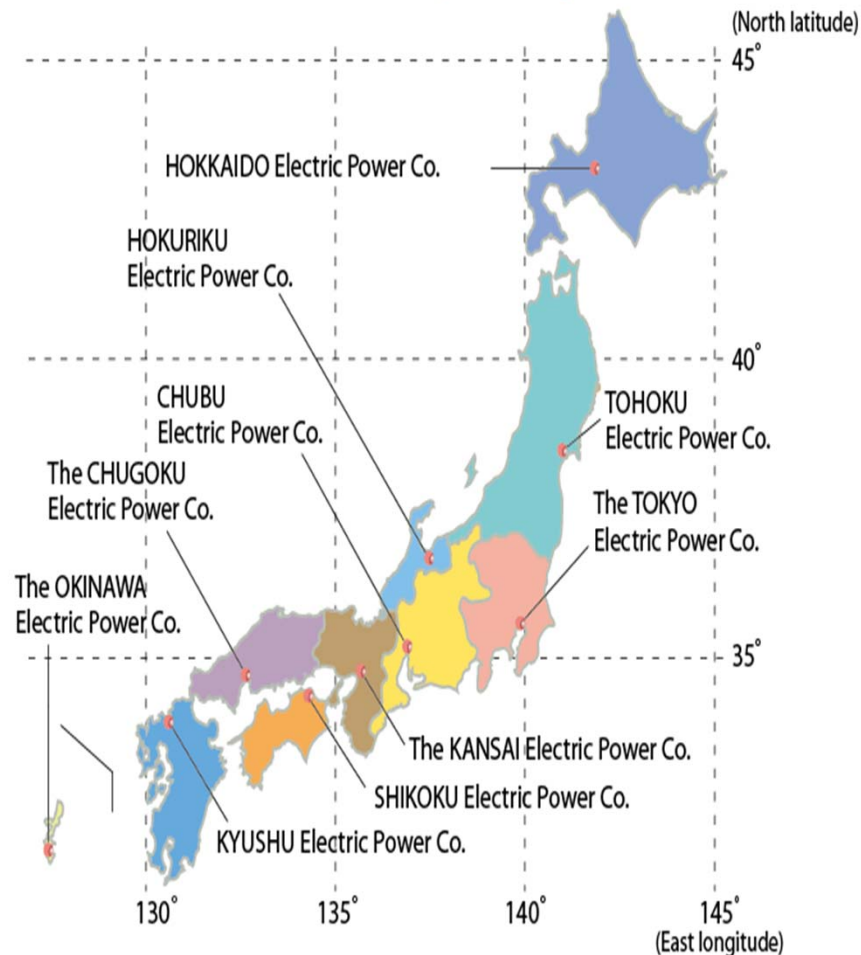 (North latitude)
45°
HOKKAIDO Electric Power Co.
HOKURIKU
Electric Power Co.
40°
CHUBU
Electric Power Co.
TOHOKU
Electric Power Co.
The CHUGOKU
Electric Power Co.
The TOKYO
Electric Power Co.
The OKINAWA
Electric Power Co.
35°
The KANSAI Electric Power Co.
SHIKOKU Electric Power Co.
KYUSHU Electric Power Co.
130°
135°
140°
145°
(East longitude)